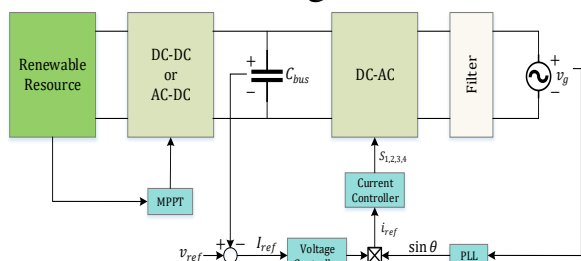 Renewable
Resource
DC-DC
or
AC-DC
+
−
C_bus
DC-AC
Filter
+
v_g
−
S_1,2,3,4
MPPT
Current
Controller
i_ref
+ −
v_ref
I_ref
Voltage
sin θ
PLL